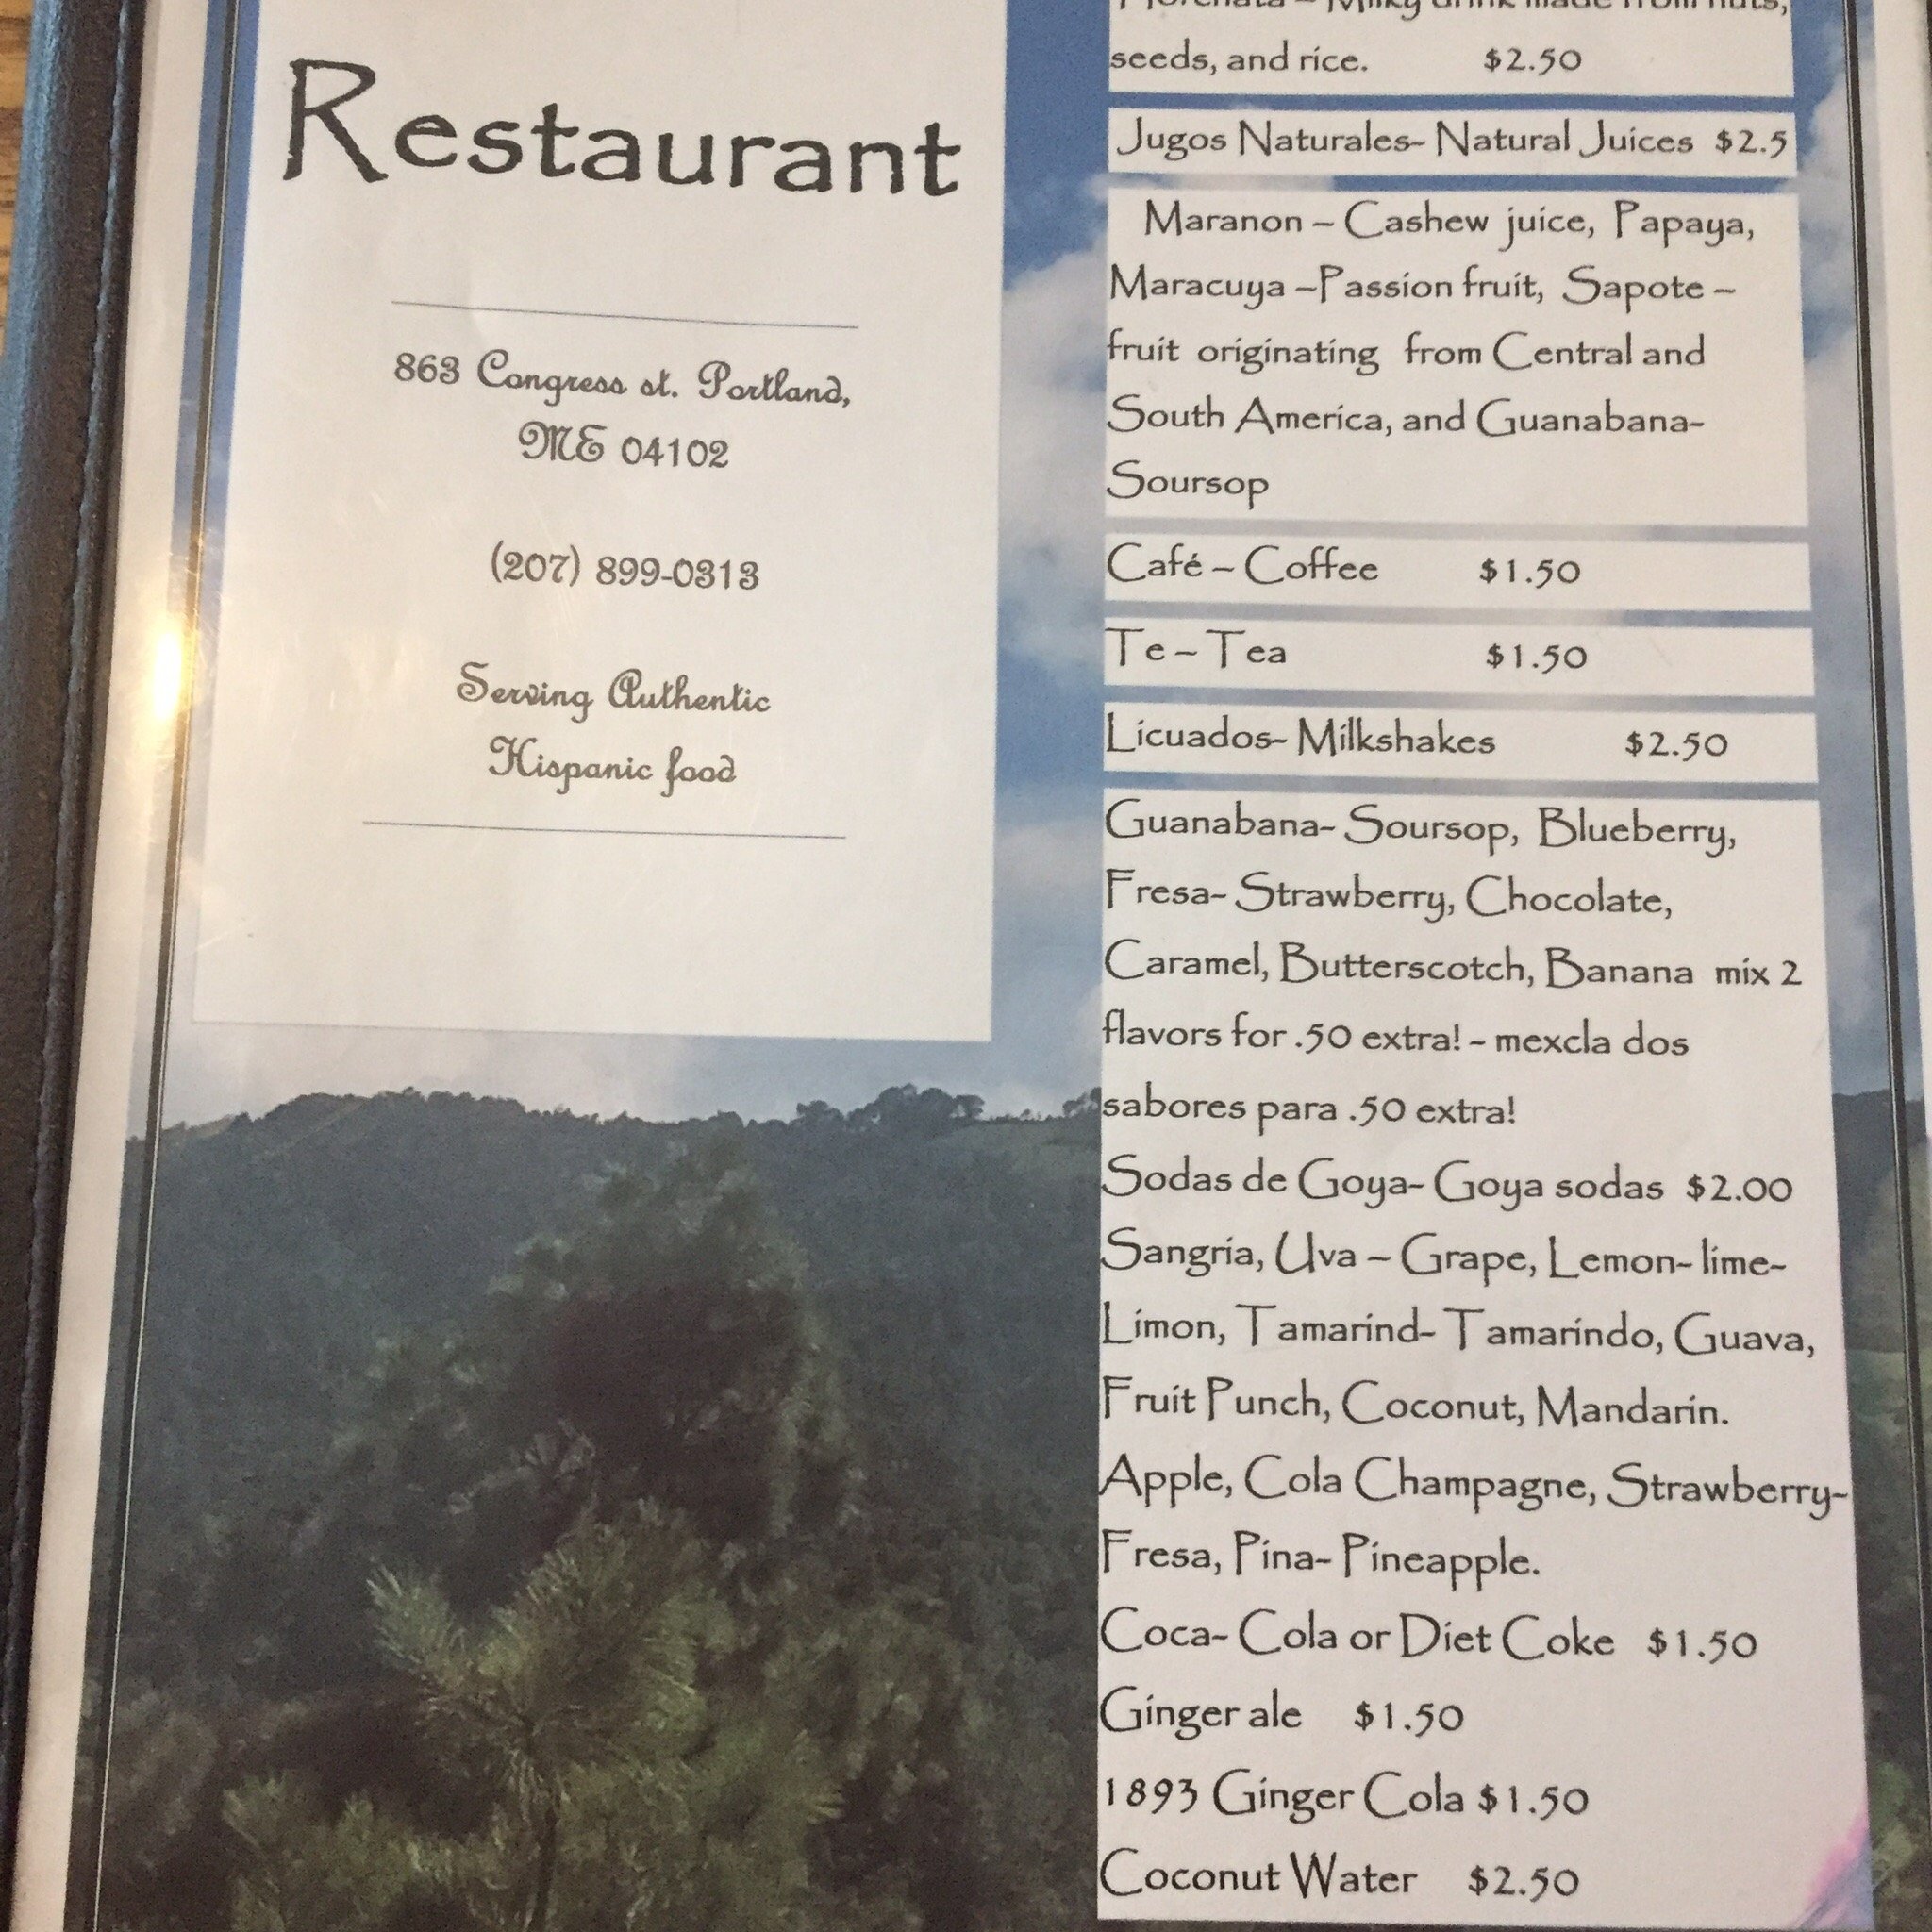 Restaurant
863 Congress st. Portland,
ME 04102
(207) 899-0313
Serving Authentic
Hispanic food
Horchata – Milky drink made from nuts,
seeds, and rice. $2.50
Jugos Naturales- Natural Juices $2.5
Maranon – Cashew juice, Papaya,
Maracuya –Passion fruit, Sapote –
fruit originating from Central and
South America, and Guanabana-
Soursop
Café – Coffee $1.50
Te – Tea $1.50
Licuados- Milkshakes $2.50
Guanabana- Soursop, Blueberry,
Fresa- Strawberry, Chocolate,
Caramel, Butterscotch, Banana mix 2
flavors for .50 extra! - mexcla dos
sabores para .50 extra!
Sodas de Goya- Goya sodas $2.00
Sangria, Uva – Grape, Lemon- lime-
Limon, Tamarind- Tamarindo, Guava,
Fruit Punch, Coconut, Mandarin.
Apple, Cola Champagne, Strawberry-
Fresa, Pina- Pineapple.
Coca- Cola or Diet Coke $1.50
Ginger ale $1.50
1893 Ginger Cola $1.50
Coconut Water $2.50